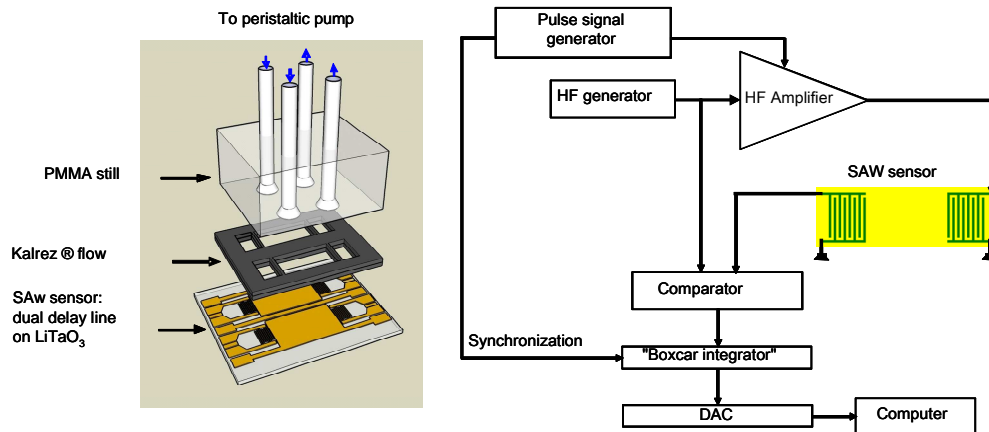 To peristaltic pump
PMMA still
Kalrez ® flow
SAw sensor:
dual delay line
on LiTaO3
Pulse signal
generator
HF generator
HF Amplifier
SAW sensor
Comparator
Synchronization
"Boxcar integrator"
DAC
Computer